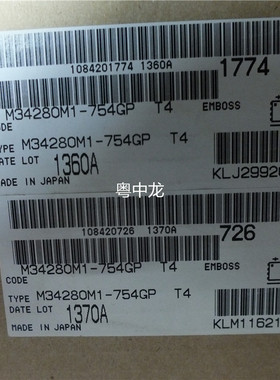 1084201774 1360A
1774
M34280M1-754GP T4 EMBOSS
CODE
TYPE M34280M1-754GP T4
DATE LOT 1360A
MADE IN JAPAN
粤中龙
108420726 1370A
726
M34280M1-754GP T4 EMBOSS
CODE
TYPE M34280M1-754GP T4
DATE LOT 1370A
MADE IN JAPAN
KLM11621